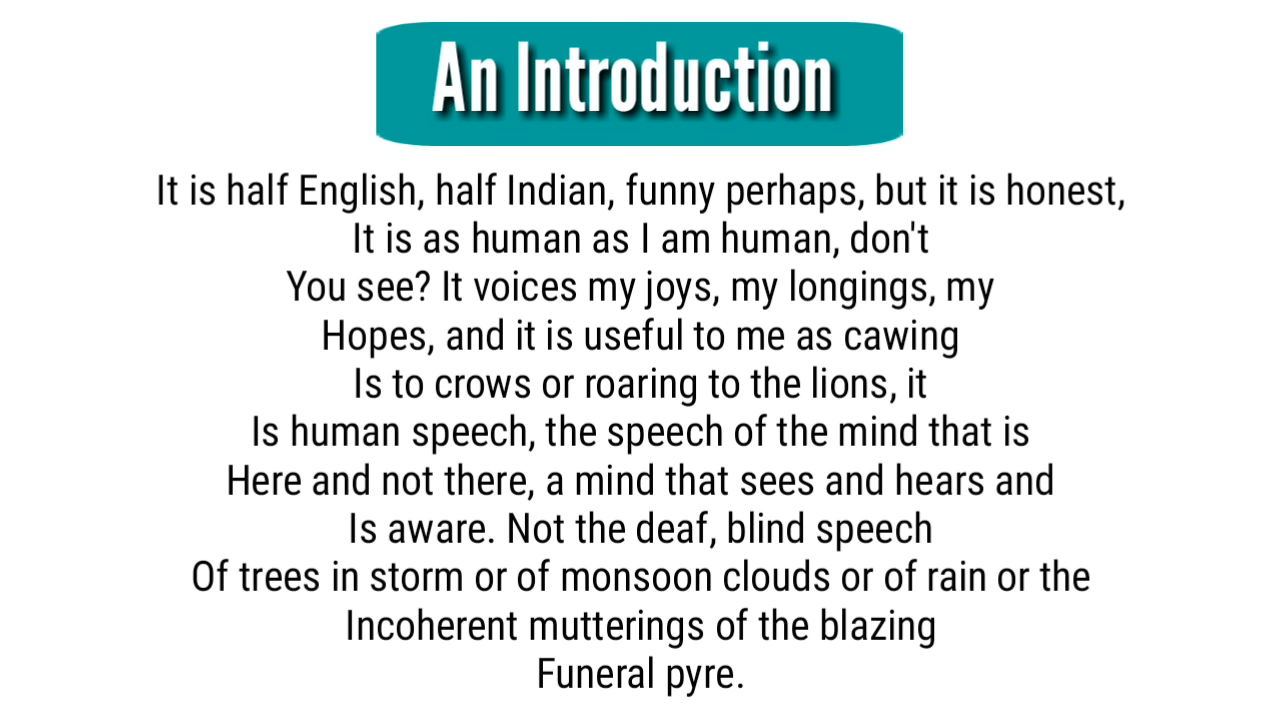 An Introduction
It is half English, half Indian, funny perhaps, but it is honest,
It is as human as I am human, don't
You see? It voices my joys, my longings, my
Hopes, and it is useful to me as cawing
Is to crows or roaring to the lions, it
Is human speech, the speech of the mind that is
Here and not there, a mind that sees and hears and
Is aware. Not the deaf, blind speech
Of trees in storm or of monsoon clouds or of rain or the
Incoherent mutterings of the blazing
Funeral pyre.